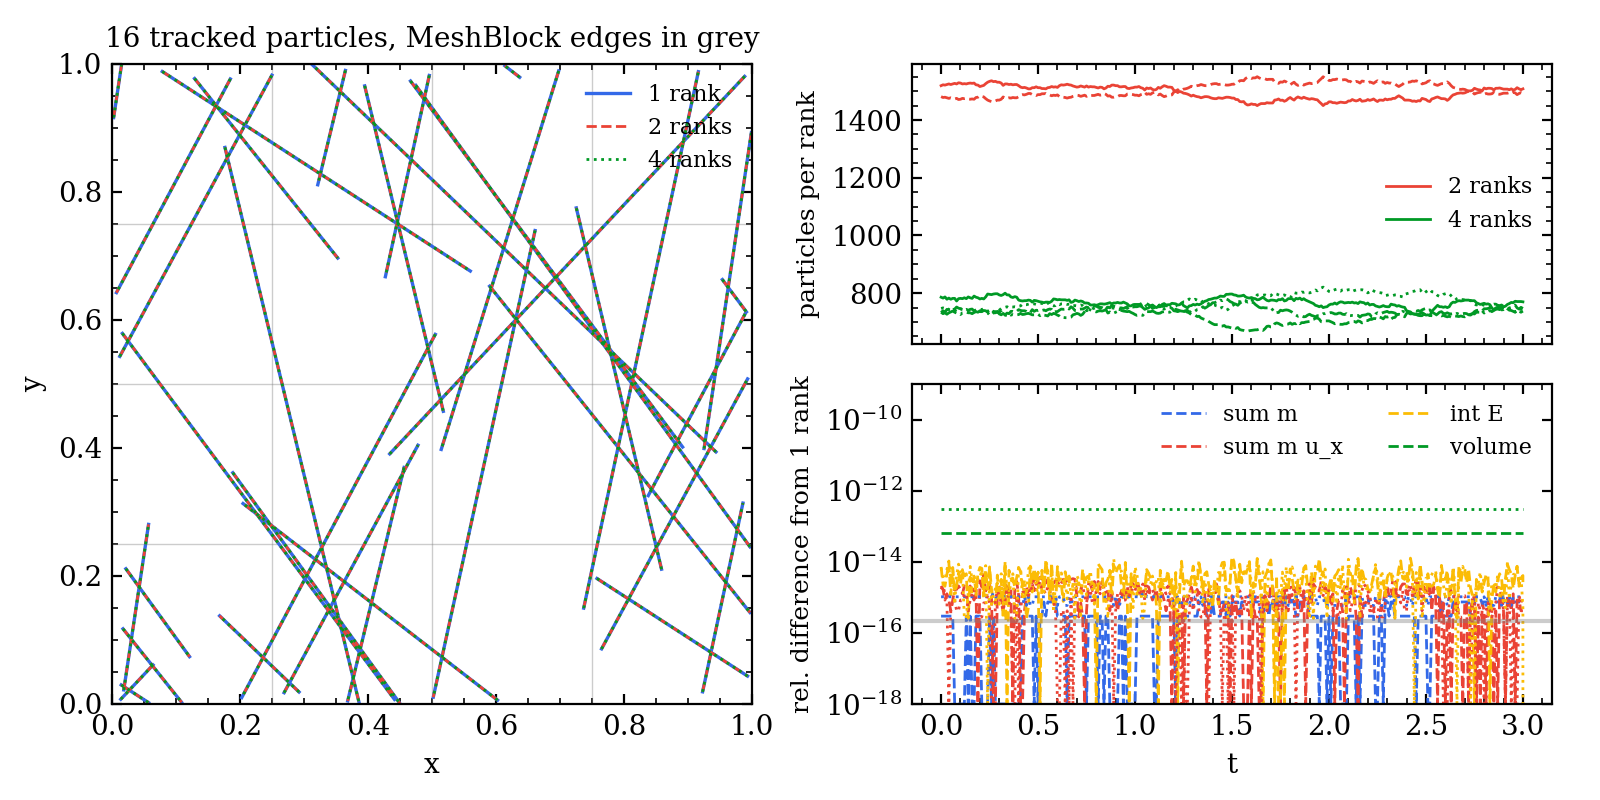 16 tracked particles, MeshBlock edges in grey
1.0
0.8
0.6
0.4
0.2
0.0
y
1 rank
2 ranks
4 ranks
0.0 0.2 0.4 0.6 0.8 1.0
x
particles per rank
1400
1200
1000
800
2 ranks
4 ranks
rel. difference from 1 rank
10⁻¹⁰
10⁻¹²
10⁻¹⁴
10⁻¹⁶
10⁻¹⁸
sum m int E
sum m u_x volume
0.0 0.5 1.0 1.5 2.0 2.5 3.0
t